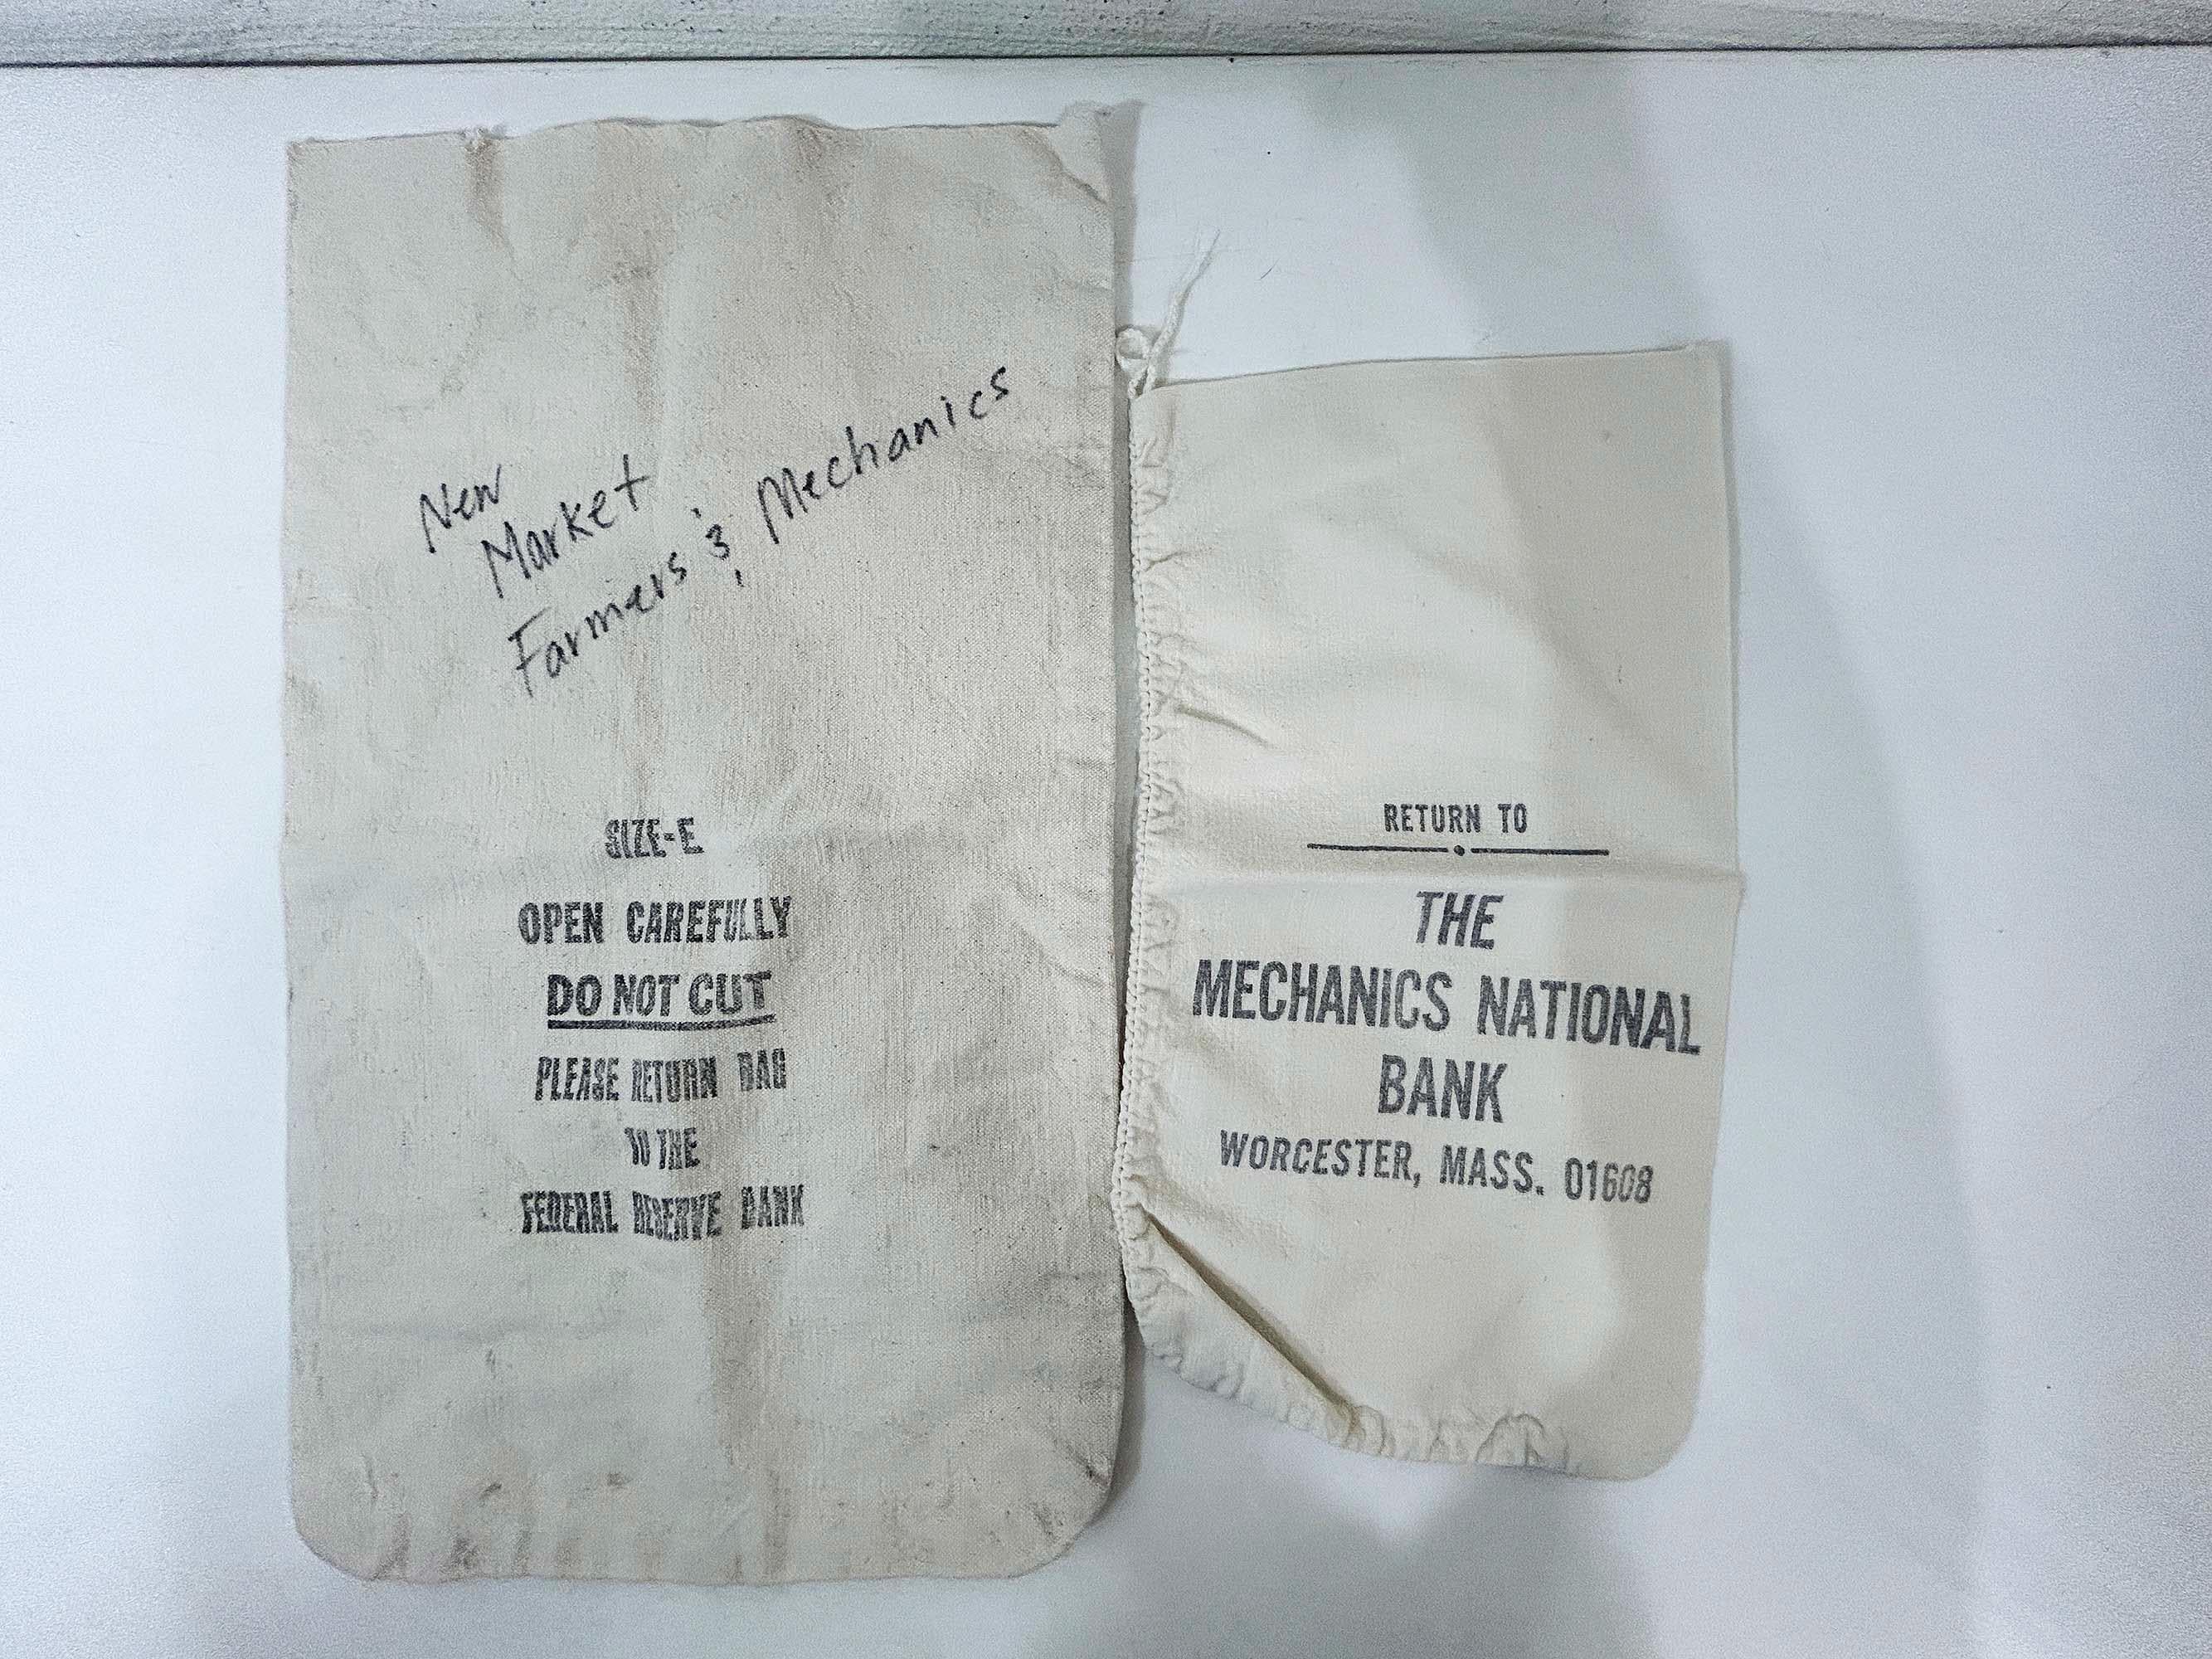 New
Market
Farmers & Mechanics
SIZE-E
OPEN CAREFULLY
DO NOT CUT
PLEASE RETURN BAG
TO THE
FEDERAL RESERVE BANK
RETURN TO
THE
MECHANICS NATIONAL
BANK
WORCESTER, MASS. 01608